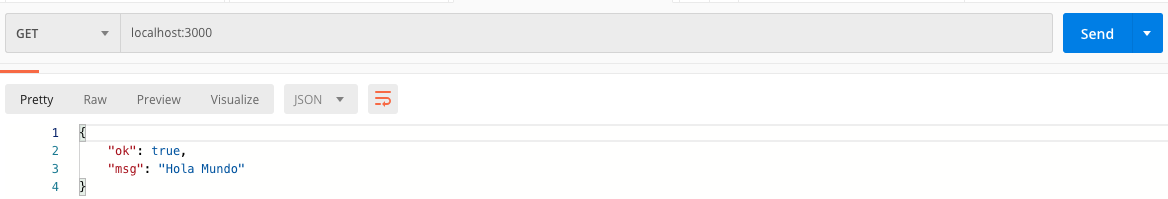 GET localhost:3000 Send
Pretty Raw Preview Visualize JSON
1 {
2 "ok": true,
3 "msg": "Hola Mundo"
4 }